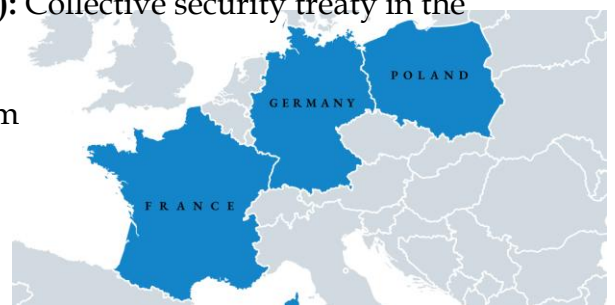 ): Collective security treaty in the
m
POLAND
GERMANY
FRANCE